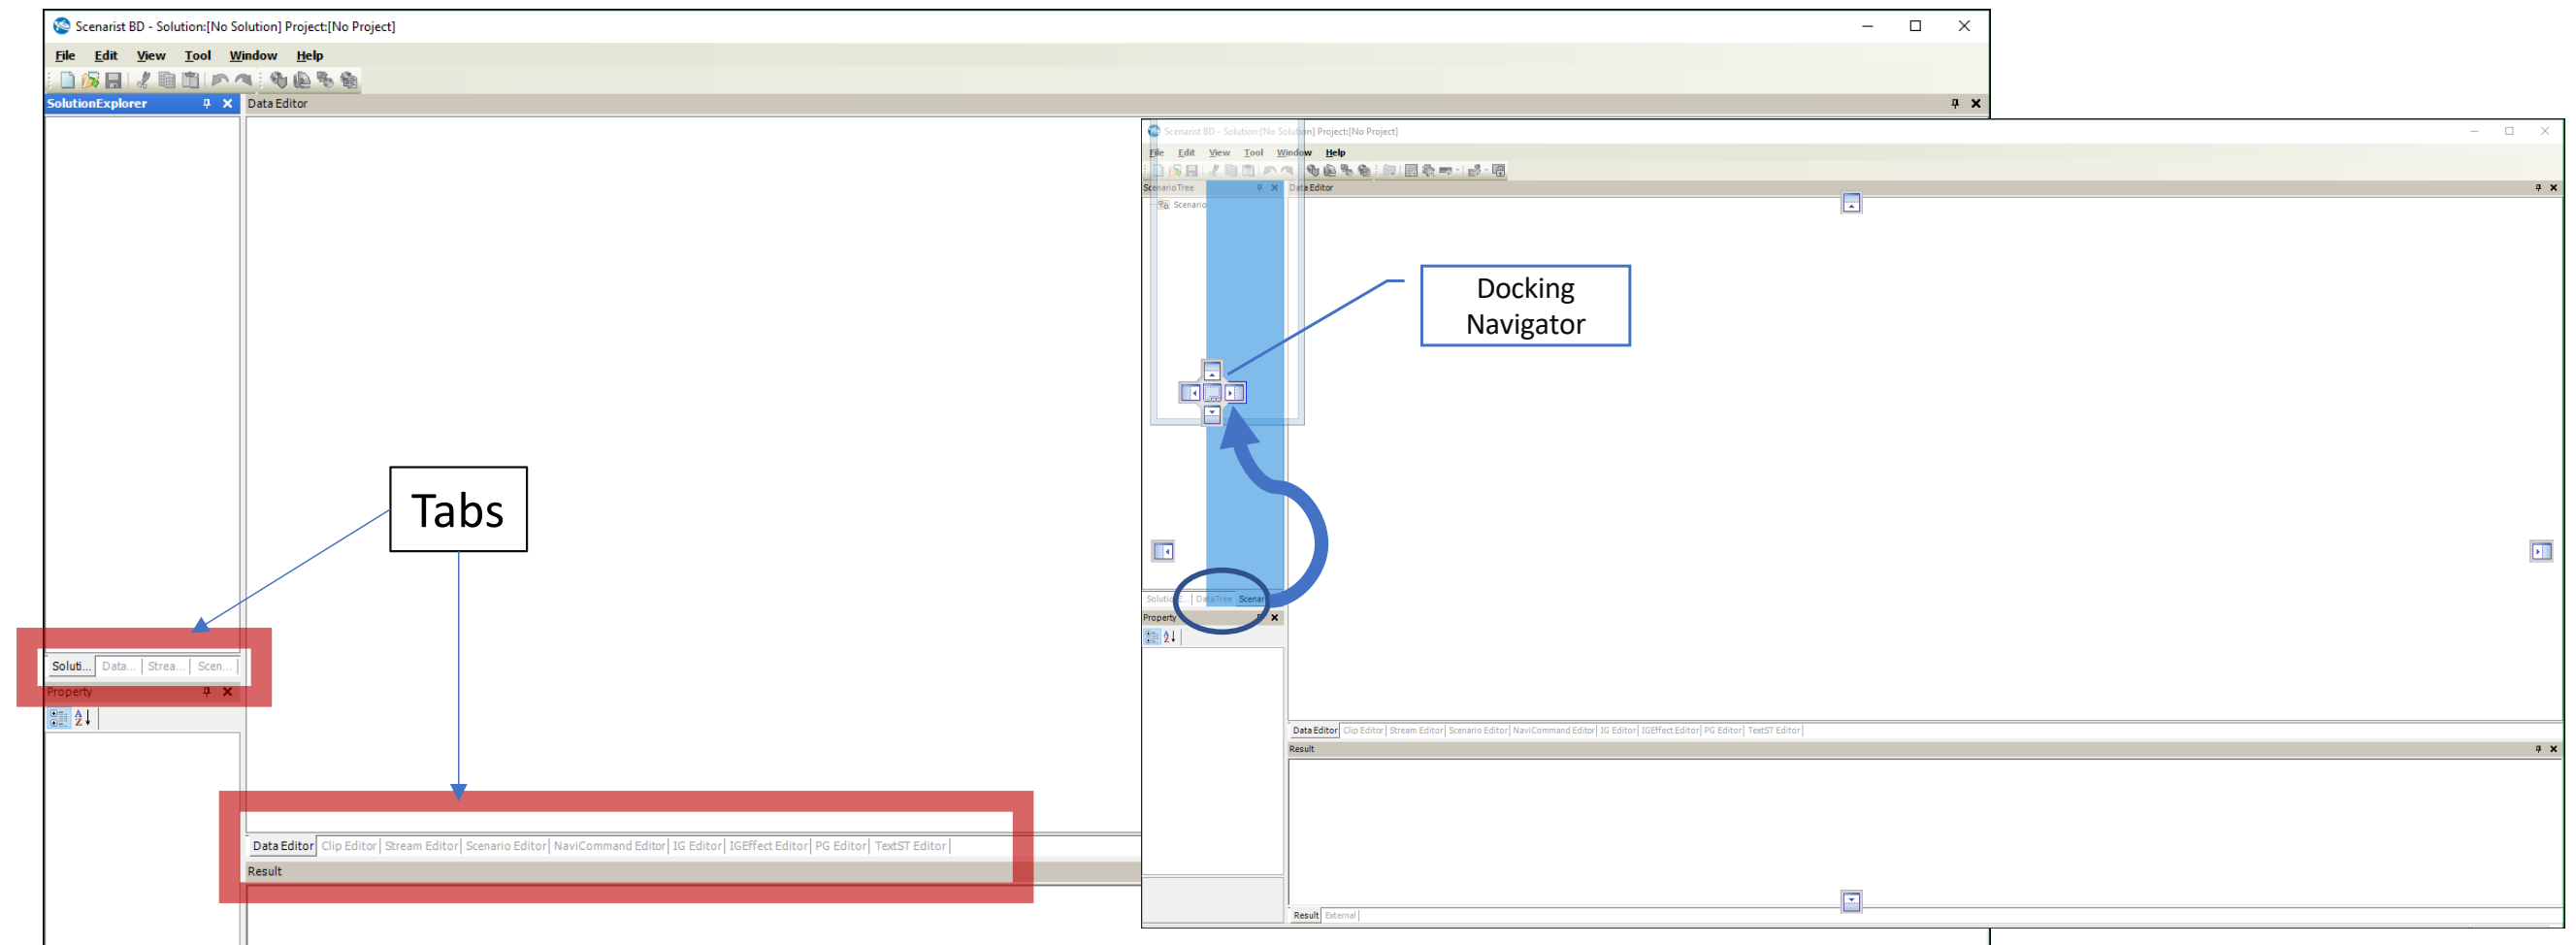 Scenarist BD - Solution:[No Solution] Project:[No Project]
File Edit View Tool Window Help
SolutionExplorer
Data Editor
Tabs
Soluti... Data... Strea... Scen...
Property
Data Editor Clip Editor Stream Editor Scenario Editor NaviCommand Editor IG Editor IGEffect Editor PG Editor TextST Editor
Result
Scenarist BD - Solution:[No Solution] Project:[No Project]
File Edit View Tool Window Help
ScenarioTree
Data Editor
Scenario
Docking
Navigator
DataTree Scenar
Property
Data Editor Clip Editor Stream Editor Scenario Editor NaviCommand Editor IG Editor IGEffect Editor PG Editor TextST Editor
Result
Result External